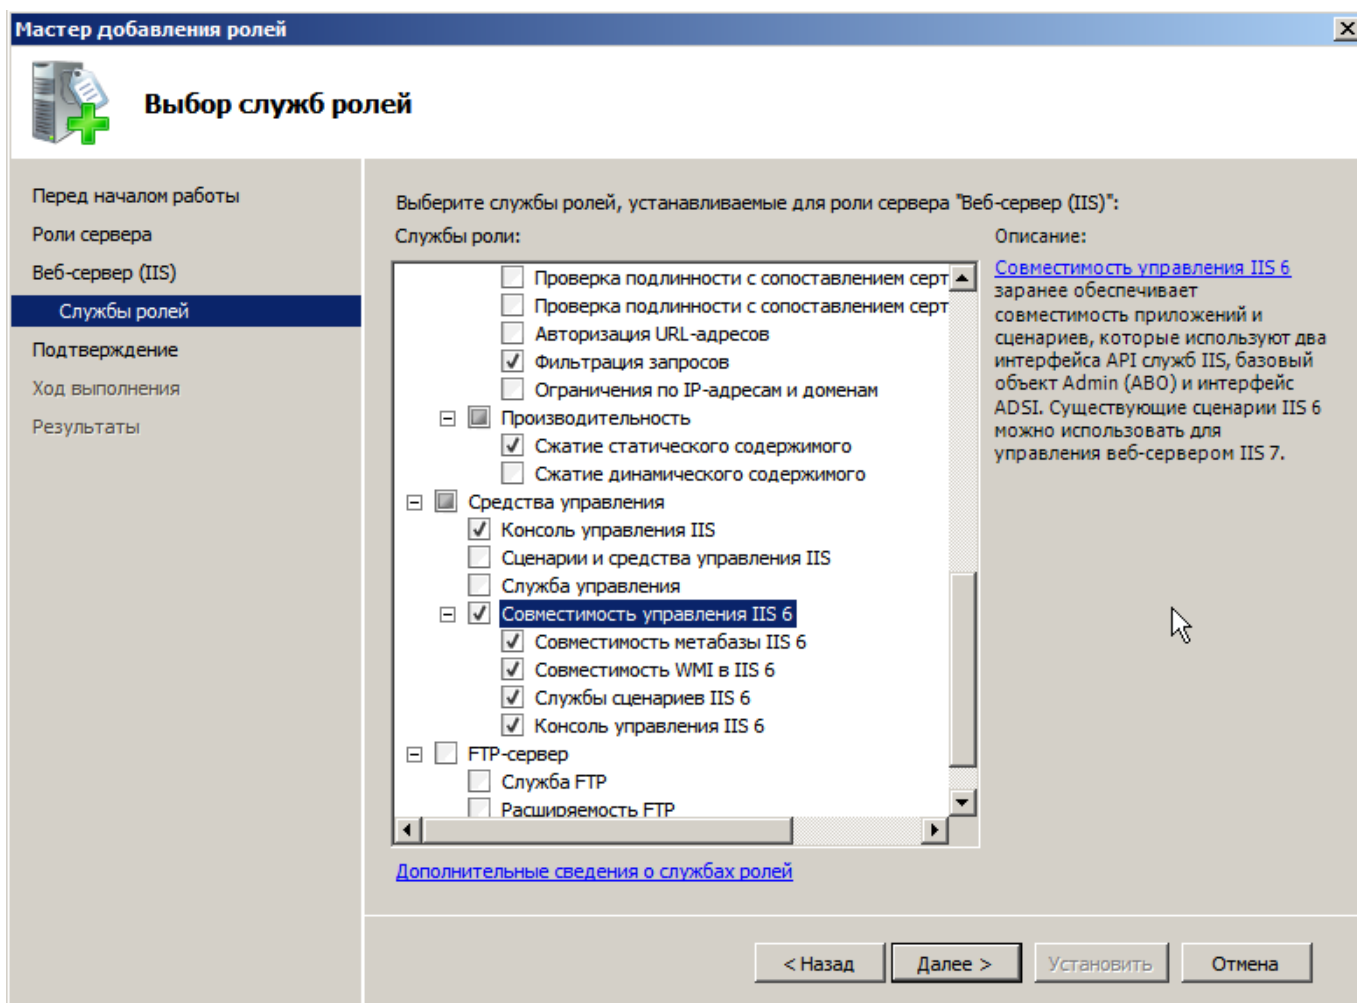 Мастер добавления ролей
Выбор служб ролей
Перед началом работы
Роли сервера
Веб-сервер (IIS)
Службы ролей
Подтверждение
Ход выполнения
Результаты
Выберите службы ролей, устанавливаемые для роли сервера "Веб-сервер (IIS)":
Службы роли:
Проверка подлинности с сопоставлением серт
Проверка подлинности с сопоставлением серт
Авторизация URL-адресов
Фильтрация запросов
Ограничения по IP-адресам и доменам
Производительность
Сжатие статического содержимого
Сжатие динамического содержимого
Средства управления
Консоль управления IIS
Сценарии и средства управления IIS
Служба управления
Совместимость управления IIS 6
Совместимость метабазы IIS 6
Совместимость WMI в IIS 6
Службы сценариев IIS 6
Консоль управления IIS 6
FTP-сервер
Служба FTP
Расширяемость FTP
Описание:
Совместимость управления IIS 6
заранее обеспечивает
совместимость приложений и
сценариев, которые используют два
интерфейса API служб IIS, базовый
объект Admin (ABO) и интерфейс
ADSI. Существующие сценарии IIS 6
можно использовать для
управления веб-сервером IIS 7.
Дополнительные сведения о службах ролей
< Назад
Далее >
Установить
Отмена